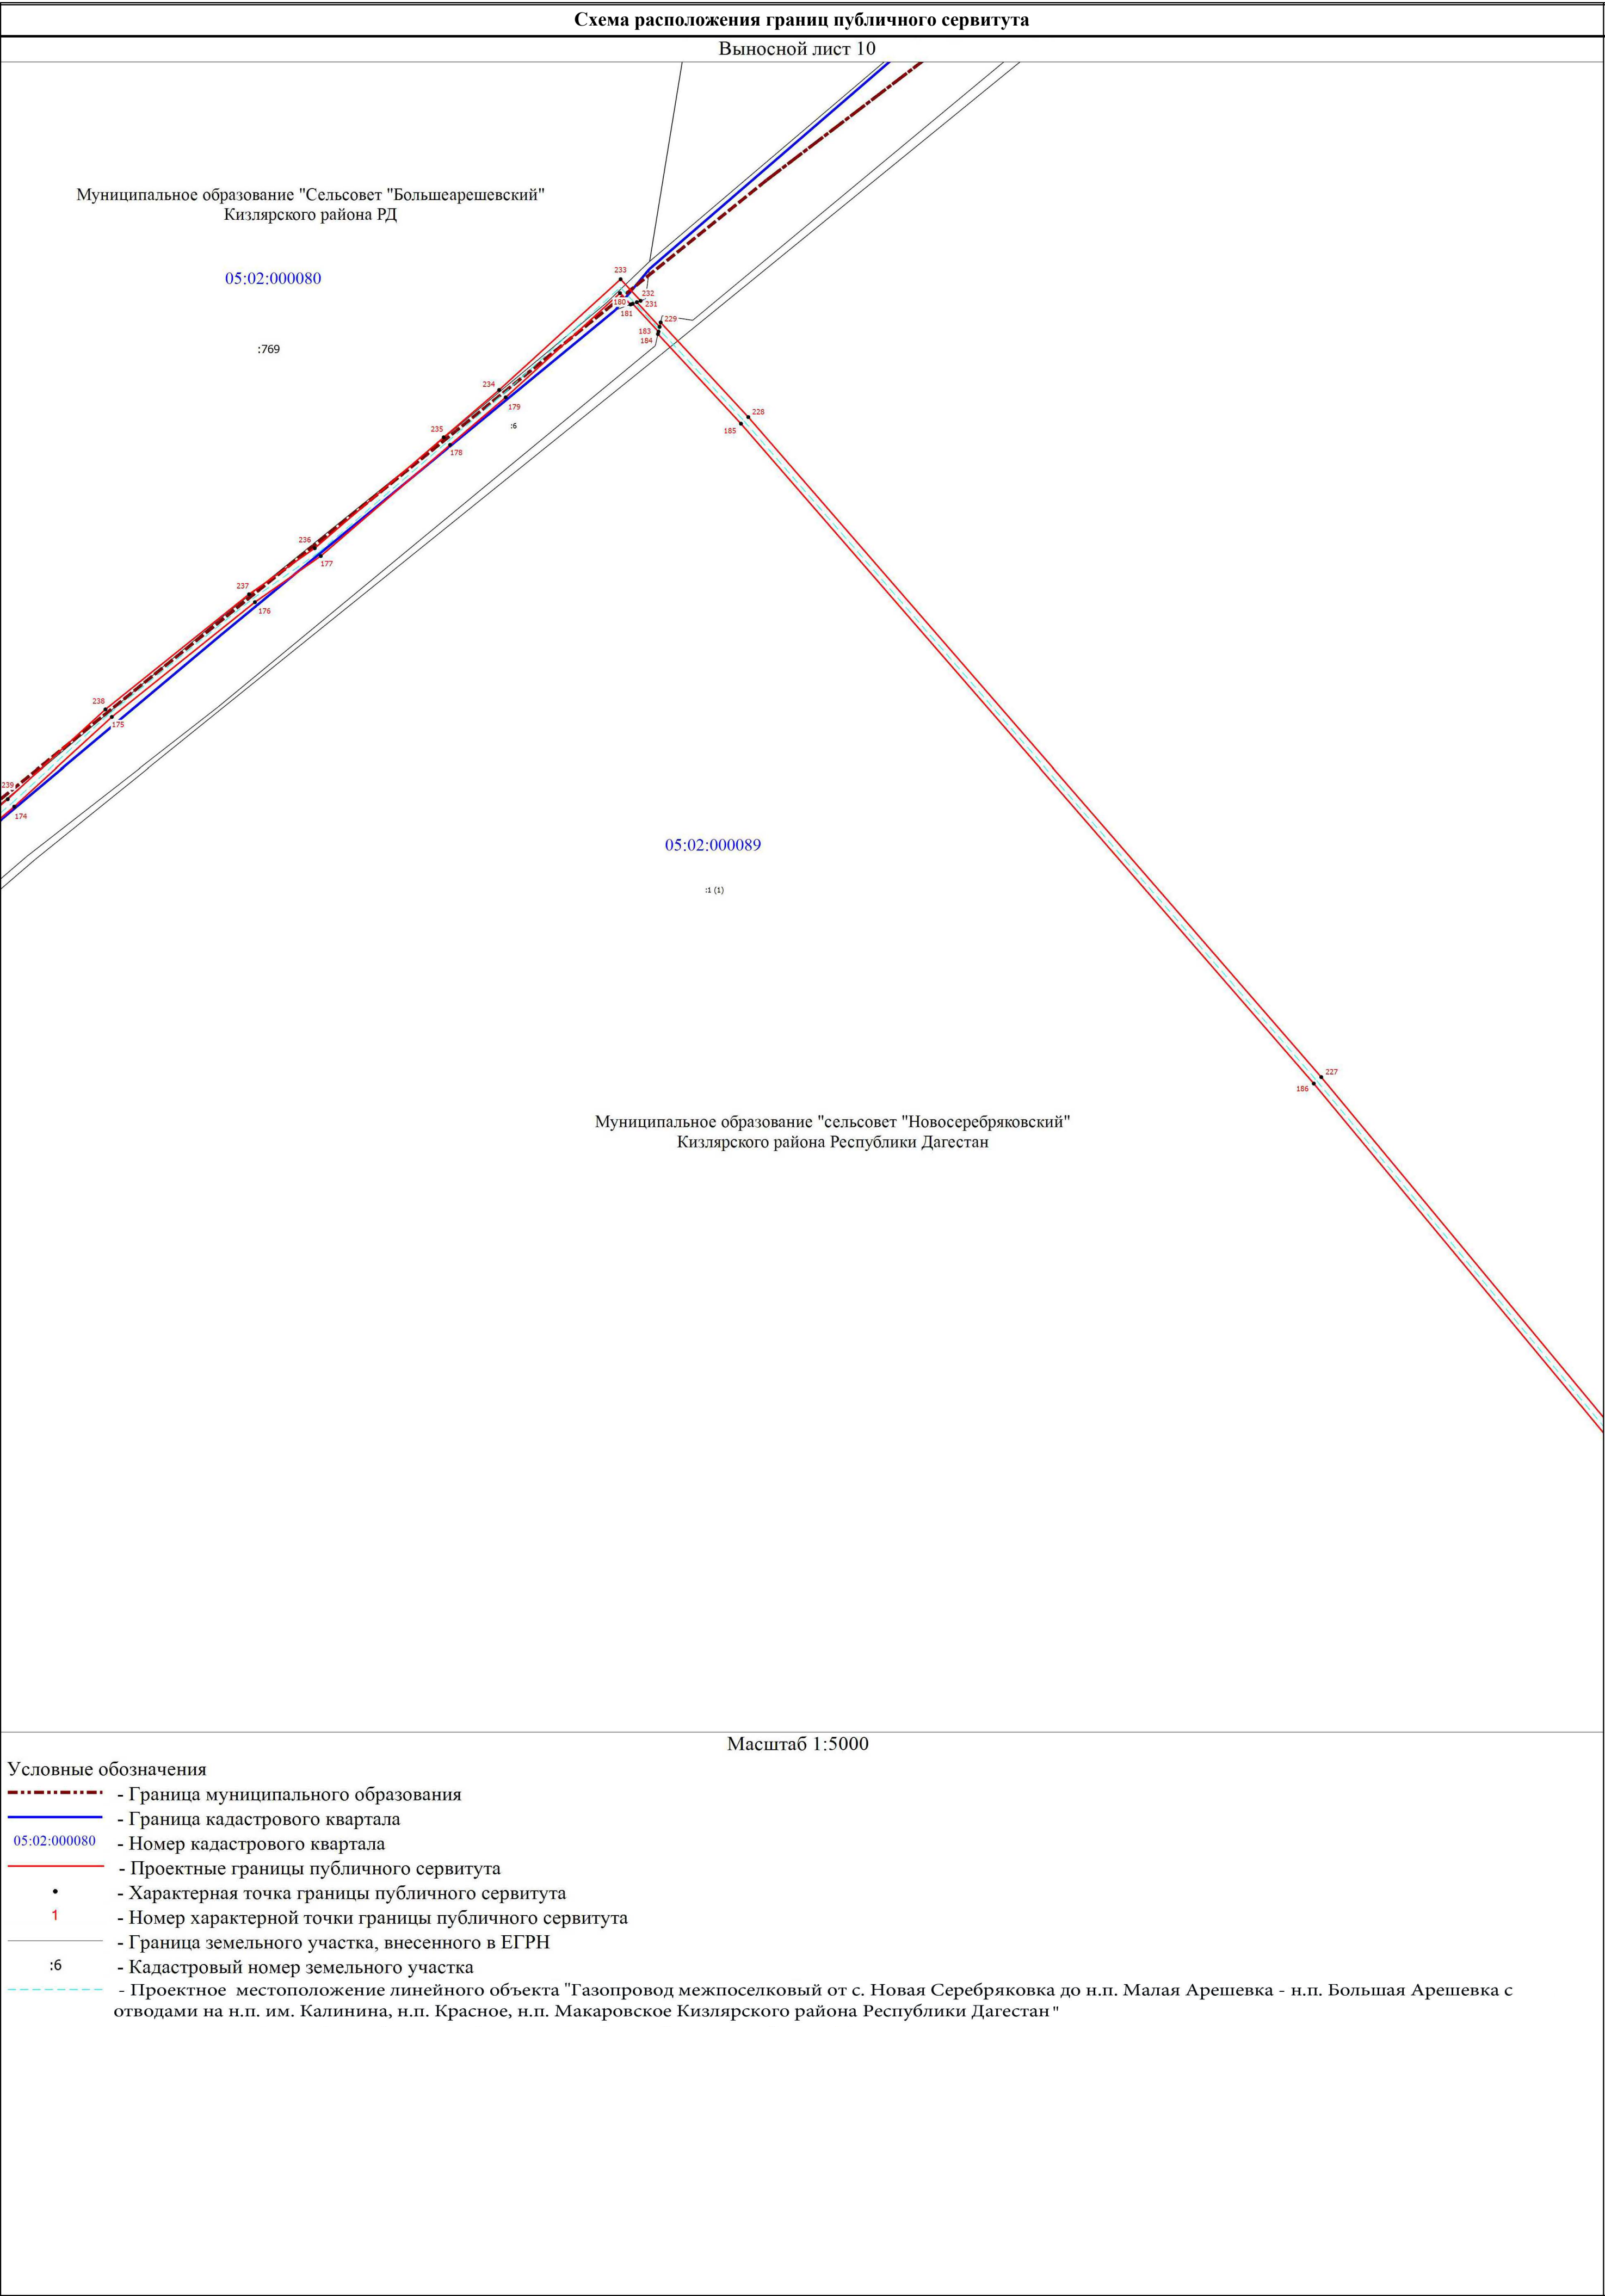 Схема расположения границ публичного сервитута
Выносной лист 10
Муниципальное образование "Сельсовет "Большеарешевский"
Кизлярского района РД
05:02:000080
:769
233
232
180
231
181
229
183
184
234
179
228
:6
235
185
178
236
177
237
176
238
175
239
174
05:02:000089
:1 (1)
227
186
Муниципальное образование "сельсовет "Новосеребряковский"
Кизлярского района Республики Дагестан
Масштаб 1:5000
Условные обозначения
- Граница муниципального образования
- Граница кадастрового квартала
05:02:000080 - Номер кадастрового квартала
- Проектные границы публичного сервитута
- Характерная точка границы публичного сервитута
1 - Номер характерной точки границы публичного сервитута
- Граница земельного участка, внесенного в ЕГРН
:6 - Кадастровый номер земельного участка
- Проектное местоположение линейного объекта "Газопровод межпоселковый от с. Новая Серебряковка до н.п. Малая Арешевка - н.п. Большая Арешевка с
отводами на н.п. им. Калинина, н.п. Красное, н.п. Макаровское Кизлярского района Республики Дагестан"